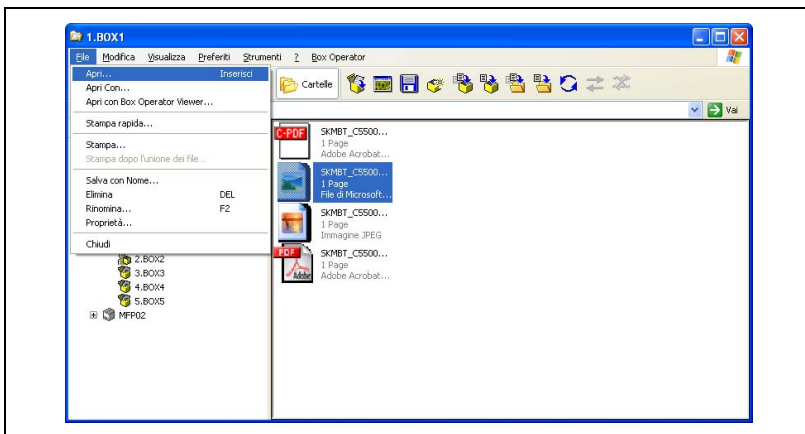 1.BOX1
File Modifica Visualizza Preferiti Strumenti ? Box Operator
Apri... Inserisci
Apri Con...
Apri con Box Operator Viewer...
Stampa rapida...
Stampa...
Stampa dopo l'unione dei file...
Salva con Nome...
Elimina DEL
Rinomina... F2
Proprietà...
Chiudi
Cartelle
Vai
2.BOX2
3.BOX3
4.BOX4
5.BOX5
MFP02
C-PDF
SKMBT_C5500...
1 Page
Adobe Acrobat...
SKMBT_C5500...
1 Page
File di Microsoft...
SKMBT_C5500...
1 Page
Immagine JPEG
PDF
Adobe
SKMBT_C5500...
1 Page
Adobe Acrobat...